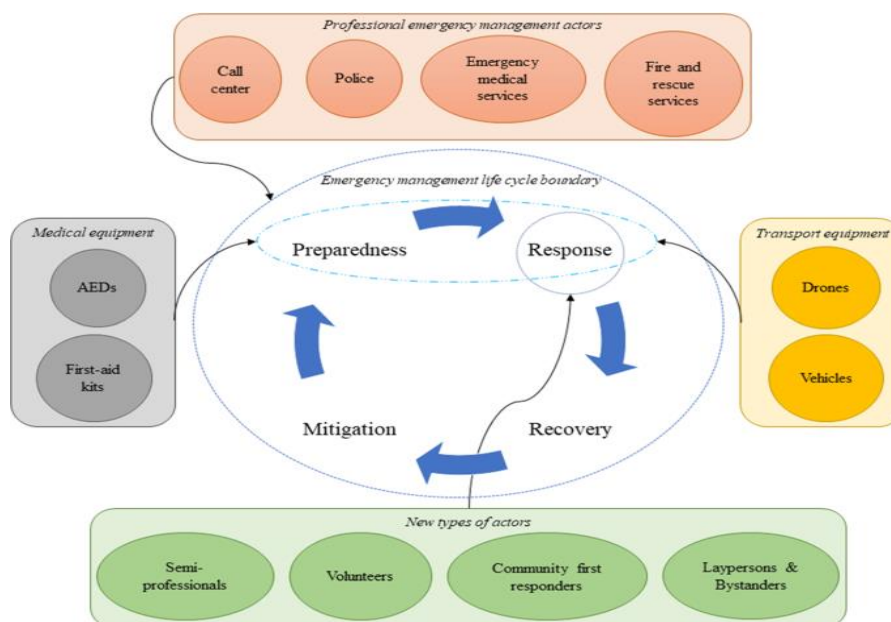 Professional emergency management actors
Call
center
Police
Emergency
medical
services
Fire and
rescue
services
Emergency management life cycle boundary
Medical equipment
AEDs
First-aid
kits
Preparedness
Response
Mitigation
Recovery
Transport equipment
Drones
Vehicles
New types of actors
Semi-
professionals
Volunteers
Community first
responders
Laypersons &
Bystanders